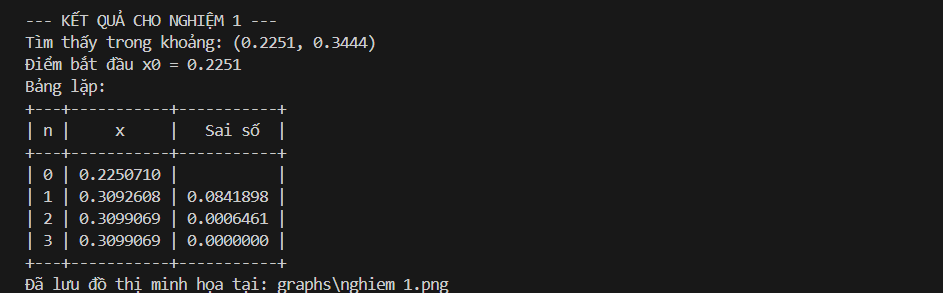 --- KẾT QUẢ CHO NGHIỆM 1 ---
Tìm thấy trong khoảng: (0.2251, 0.3444)
Điểm bắt đầu x0 = 0.2251
Bảng lặp:
+---+-----------+-----------+
| n |     x     |   Sai số  |
+---+-----------+-----------+
| 0 | 0.2250710 |           |
| 1 | 0.3092608 | 0.0841898 |
| 2 | 0.3099069 | 0.0006461 |
| 3 | 0.3099069 | 0.0000000 |
+---+-----------+-----------+
Đã lưu đồ thị minh họa tại: graphs\nghiem_1.png